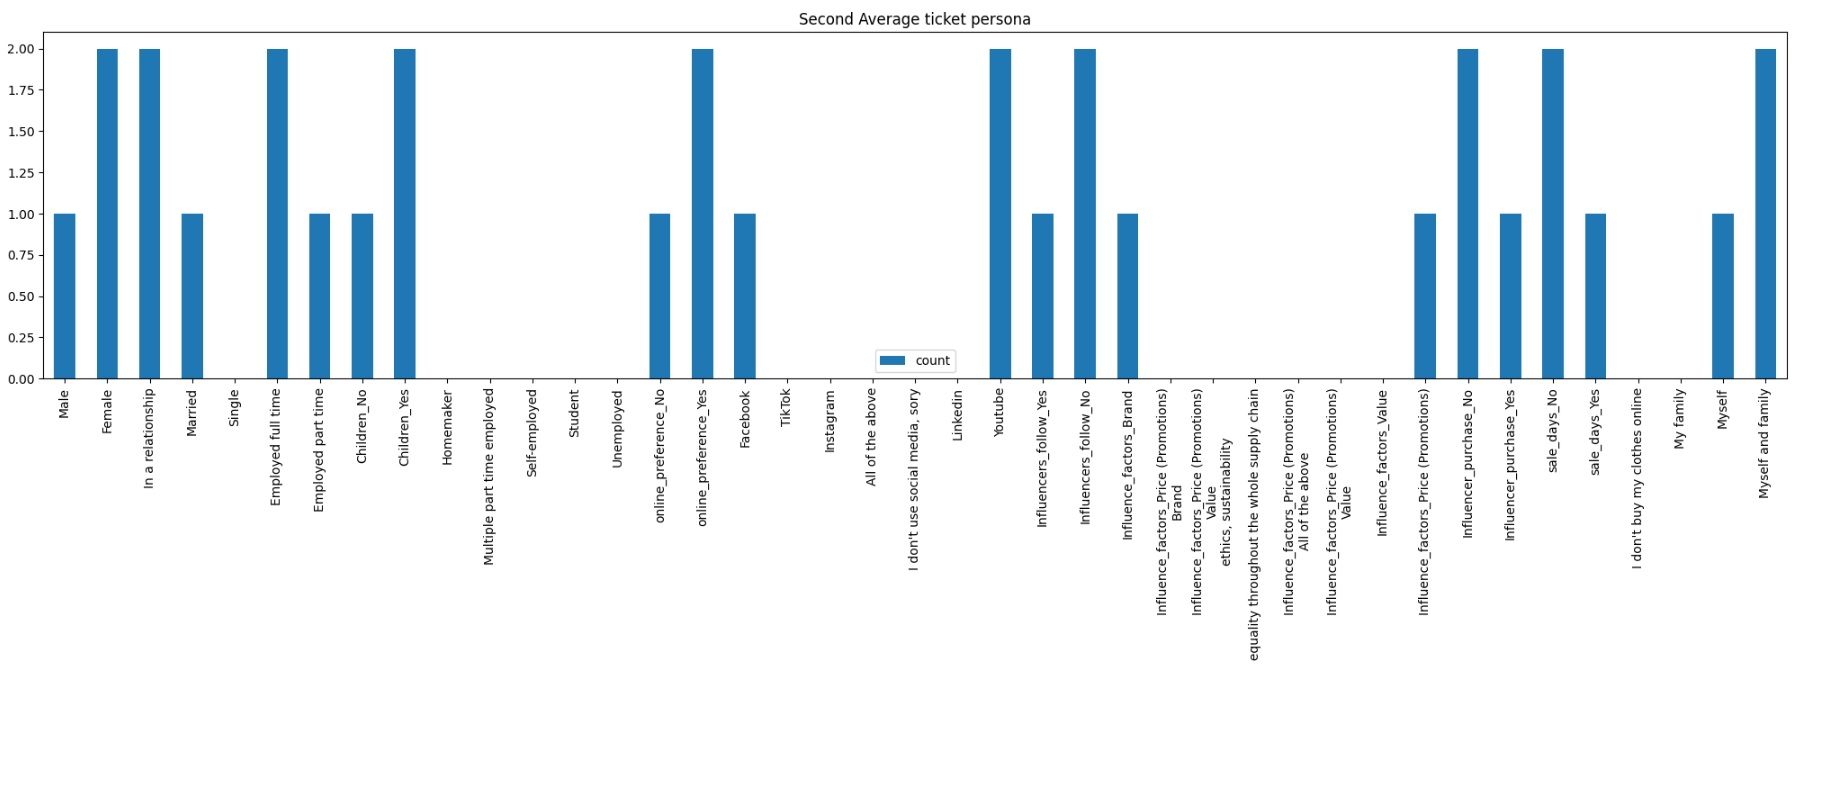 Second Average ticket persona
2.00
1.75
1.50
1.25
1.00
0.75
0.50
0.25
0.00
count
Male
Female
In a relationship
Married
Single
Employed full time
Employed part time
Children_No
Children_Yes
Homemaker
Multiple part time employed
Self-employed
Student
Unemployed
online_preference_No
online_preference_Yes
Facebook
TikTok
Instagram
All of the above
I don't use social media, sory
Linkedin
Youtube
Influencers_follow_Yes
Influencers_follow_No
Influence_factors_Brand
Influence_factors_Price (Promotions)
Brand
Influence_factors_Price (Promotions)
Value
ethics, sustainability
equality throughout the whole supply chain
Influence_factors_Price (Promotions)
All of the above
Influence_factors_Price (Promotions)
Value
Influence_factors_Value
Influence_factors_Price (Promotions)
Influencer_purchase_No
Influencer_purchase_Yes
sale_days_No
sale_days_Yes
I don't buy my clothes online
My family
Myself
Myself and family